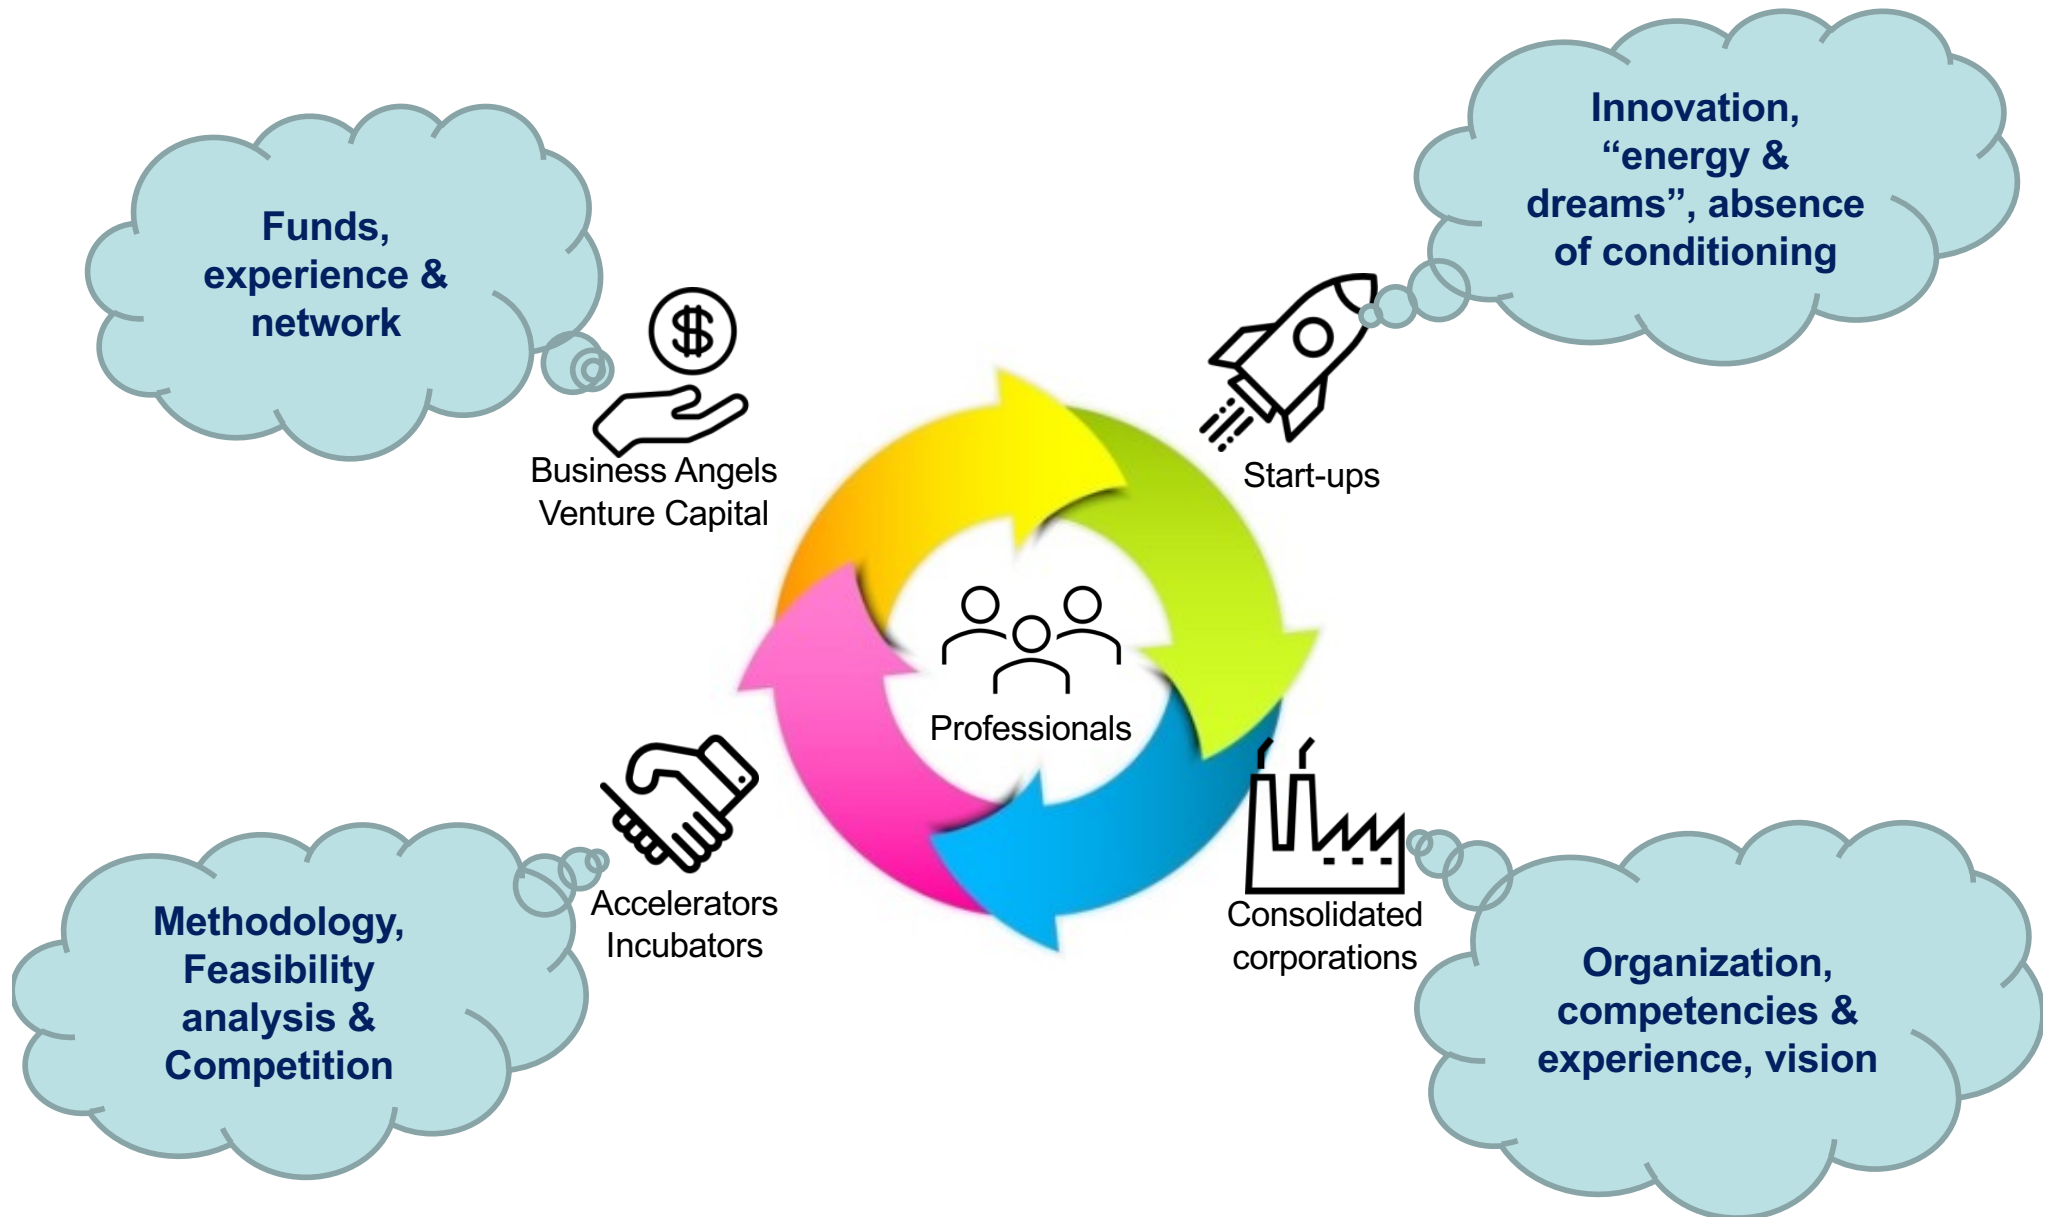 Funds,
experience &
network
Business Angels
Venture Capital
Innovation,
“energy &
dreams”, absence
of conditioning
Start-ups
Professionals
Accelerators
Incubators
Methodology,
Feasibility
analysis &
Competition
Consolidated
corporations
Organization,
competencies &
experience, vision